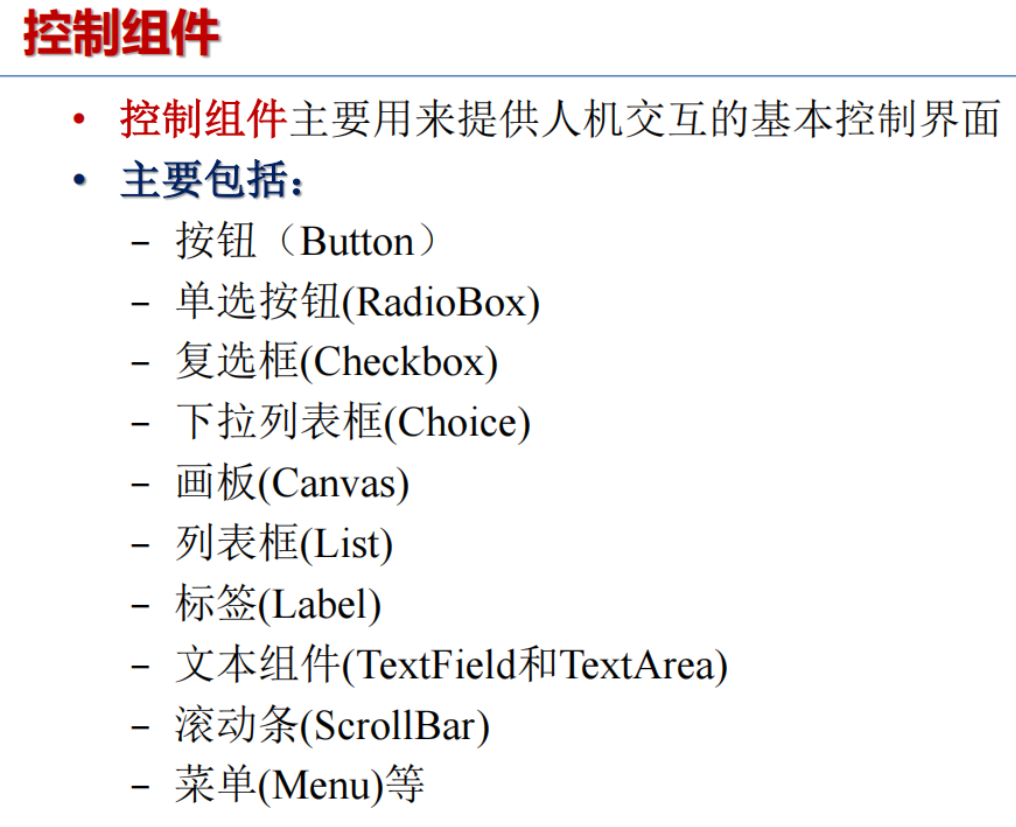 控制组件
• 控制组件主要用来提供人机交互的基本控制界面
• 主要包括：
– 按钮（Button）
– 单选按钮(RadioBox)
– 复选框(Checkbox)
– 下拉列表框(Choice)
– 画板(Canvas)
– 列表框(List)
– 标签(Label)
– 文本组件(TextField和TextArea)
– 滚动条(ScrollBar)
– 菜单(Menu)等